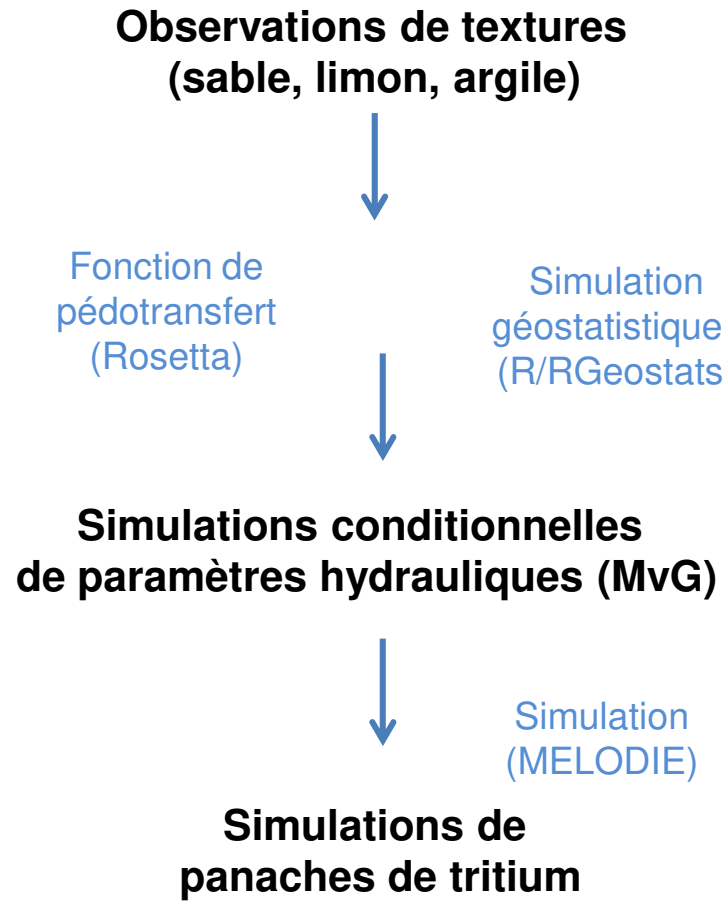 Observations de textures
(sable, limon, argile)
Fonction de
pédotransfert
(Rosetta)
Simulation
géostatistique
(R/RGeostats
Simulations conditionnelles
de paramètres hydrauliques (MvG)
Simulation
(MELODIE)
Simulations de
panaches de tritium